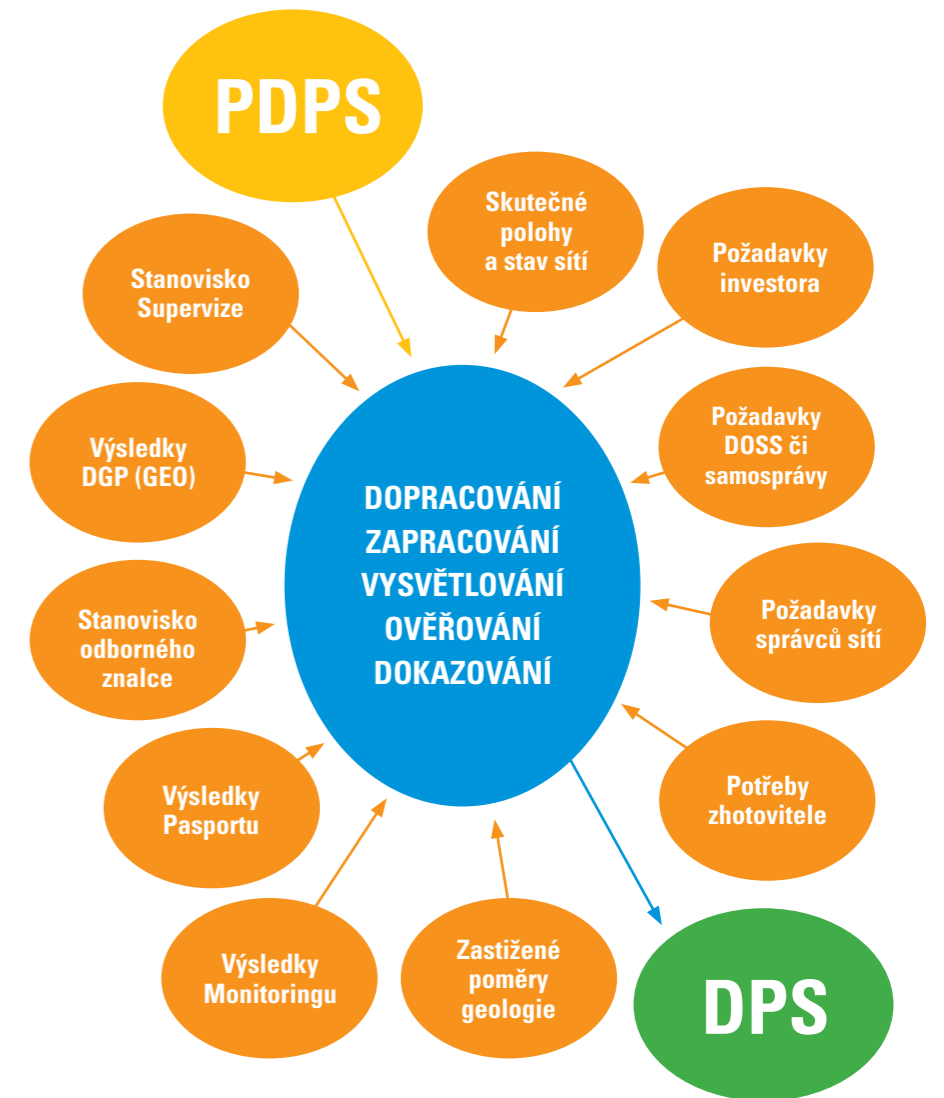 PDPS
Skutečné
polohy
a stav sítí
Požadavky
investora
Stanovisko
Supervize
Požadavky
DOSS či
samosprávy
Výsledky
DGP (GEO)
DOPRACOVÁNÍ
ZAPRACOVÁNÍ
VYSVĚTLOVÁNÍ
OVĚŘOVÁNÍ
DOKAZOVÁNÍ
Požadavky
správců sítí
Stanovisko
odborného
znalce
Potřeby
zhotovitele
Výsledky
Pasportu
Výsledky
Monitoringu
Zastižené
poměry
geologie
DPS